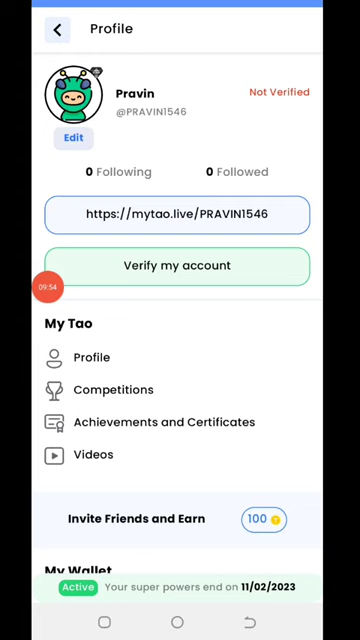 Profile
Pravin
Not Verified
@PRAVIN1546
Edit
0 Following
0 Followed
https://mytao.live/PRAVIN1546
Verify my account
09:54
My Tao
Profile
Competitions
Achievements and Certificates
Videos
Invite Friends and Earn
100
My Wallet
Active Your super powers end on 11/02/2023